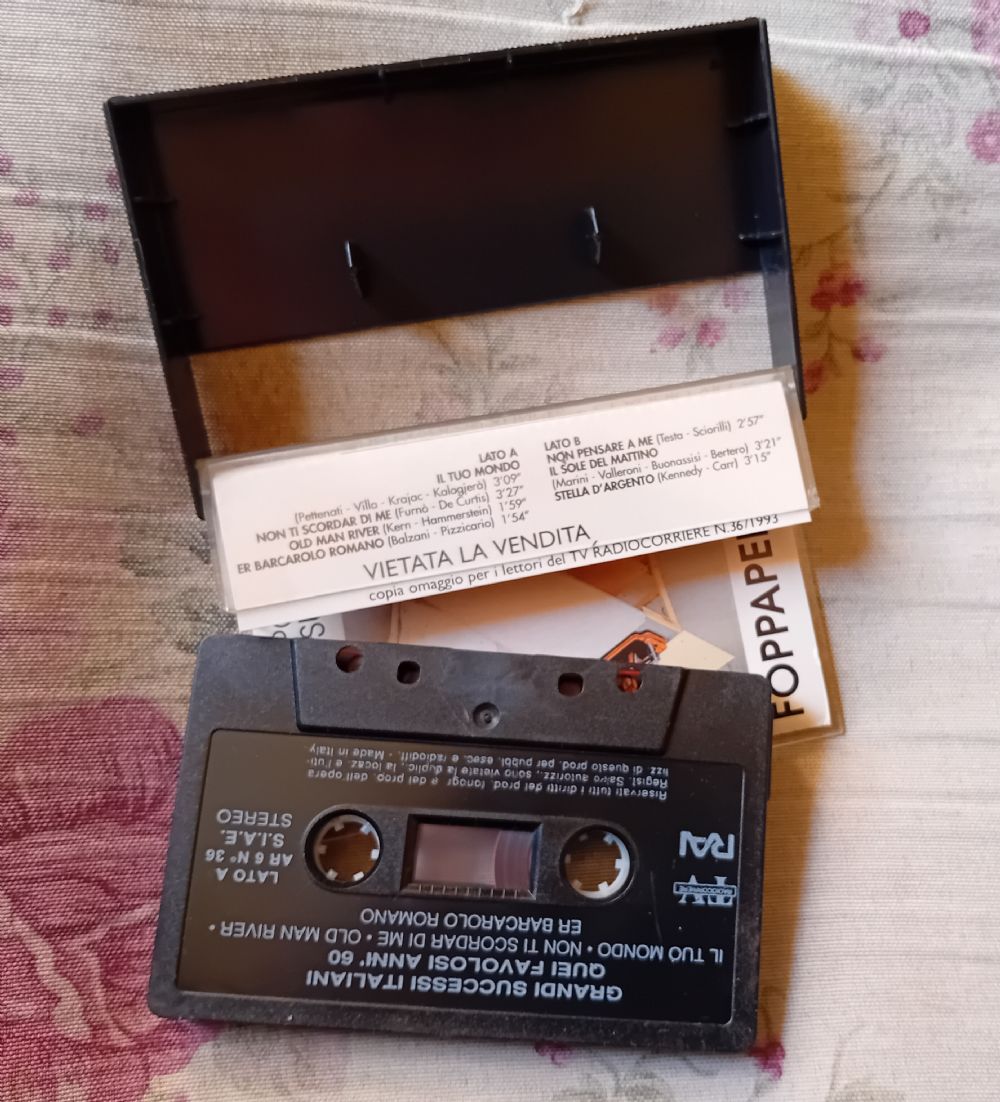 LATO A
IL TUO MONDO
(Pettenati - Villa - Krajac - Kalogjerà) 3'09"
NON TI SCORDAR DI ME (Furnò - De Curtis) 3'27"
OLD MAN RIVER (Kern - Hammerstein) 1'59"
ER BARCAROLO ROMANO (Balzani - Pizzicario) 1'54"
LATO B
NON PENSARE A ME (Testa - Sciorilli) 2'57"
IL SOLE DEL MATTINO
(Marini - Valleroni - Buonassisi - Bertero) 3'21"
STELLA D'ARGENTO (Kennedy - Carr) 3'15"
VIETATA LA VENDITA,
copia omaggio per i lettori del TV RADIOCORRIERE N.36/1993
GRANDI SUCCESSI ITALIANI
QUEI FAVOLOSI ANNI' 60
IL TUO MONDO • NON TI SCORDAR DI ME • OLD MAN RIVER •
ER BARCAROLO ROMANO
TV
RADIOCORRIERE
RAI
LATO A
AR 6 N° 36
S.I.A.E.
STEREO
Riservati tutti i diritti del prod. fonogr. e del prod. dell'opera
Regist. Salvo autorizz., sono vietate la duplic., la locaz. e l'uti-
lizz. di questo prod. per pubbl. esec. e radiodiff. - Made in Italy